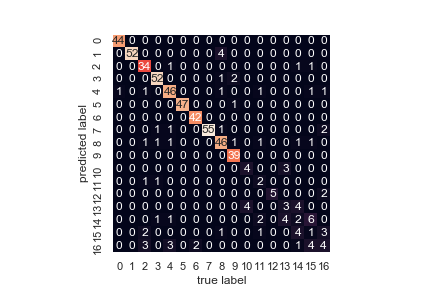 0 44 0 0 0 0 0 0 0 0 0 0 0 0 0 0 0 0
1 0 52 0 0 0 0 0 0 4 0 0 0 0 0 0 0 0
2 0 0 34 0 1 0 0 0 0 0 0 0 0 0 1 1 0
3 0 0 0 52 0 0 0 0 1 2 0 0 0 0 0 0 0
4 1 0 1 0 46 0 0 0 1 0 0 1 0 0 0 0 1
5 0 0 0 0 0 47 0 0 0 1 0 0 0 0 0 0 0
6 0 0 0 0 0 0 42 0 0 0 0 0 0 0 0 0 0
7 0 0 0 1 1 0 0 55 1 0 0 0 0 0 0 0 2
8 0 0 1 1 1 0 0 0 46 1 0 1 0 0 1 1 0
9 0 0 0 0 0 0 0 0 0 39 0 0 0 0 0 0 0
10 0 0 0 0 0 0 0 0 0 0 4 0 0 3 0 0 0
11 0 0 1 1 0 0 0 0 0 0 0 2 0 0 0 0 0
12 0 0 0 0 0 0 0 0 0 0 0 0 5 0 0 0 2
13 0 0 0 0 0 0 0 0 0 0 4 0 0 3 4 0 0
14 0 0 0 1 1 0 0 0 0 0 0 2 0 4 2 6 0
15 0 0 2 0 0 0 0 0 1 0 1 0 0 0 4 1 3
16 0 0 3 0 3 0 2 0 0 0 0 0 0 0 1 4 4
predicted label
0 1 2 3 4 5 6 7 8 9 10 11 12 13 14 15 16
true label